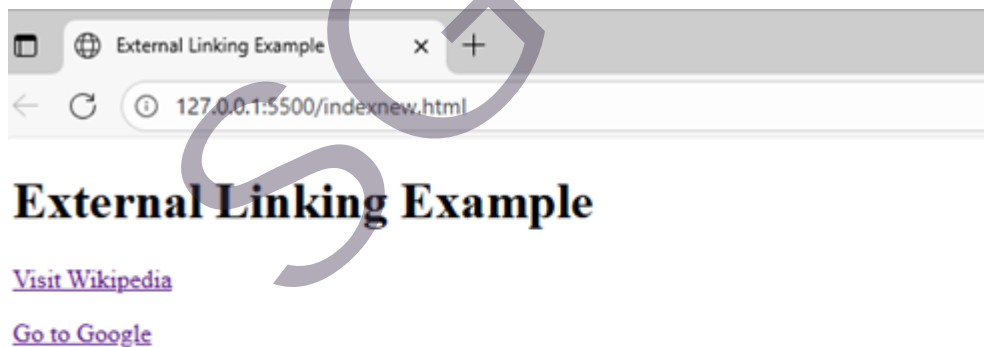 External Linking Example
127.0.0.1:5500/indexnew.html
External Linking Example
Visit Wikipedia
Go to Google